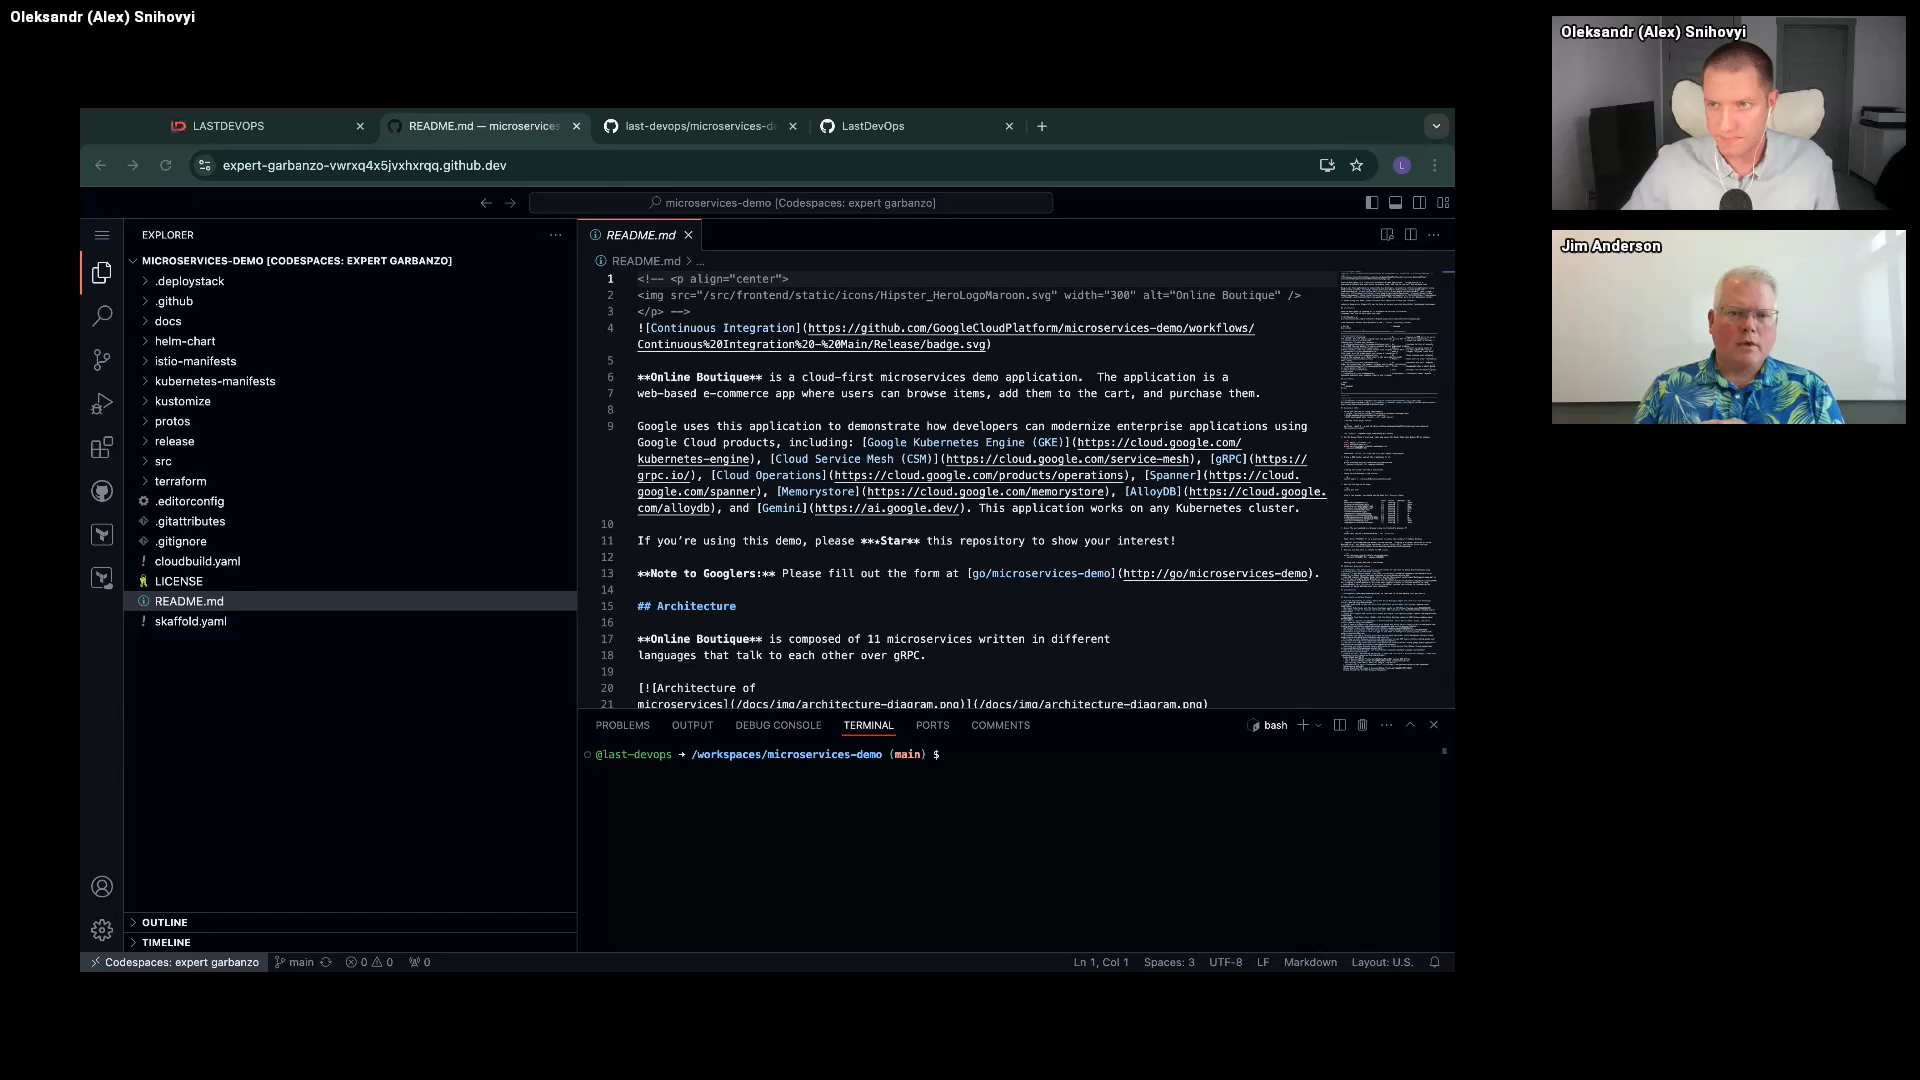 Oleksandr (Alex) Snihovyi
Oleksandr (Alex) Snihovyi
Jim Anderson
LASTDEVOPS
README.md — microservices
last-devops/microservices-d
LastDevOps
expert-garbanzo-vwrxq4x5jvxhxrqq.github.dev
L
microservices-demo [Codespaces: expert garbanzo]
EXPLORER
MICROSERVICES-DEMO [CODESPACES: EXPERT GARBANZO]
.deploystack
.github
docs
helm-chart
istio-manifests
kubernetes-manifests
kustomize
protos
release
src
terraform
.editorconfig
.gitattributes
.gitignore
! cloudbuild.yaml
LICENSE
README.md
! skaffold.yaml
OUTLINE
TIMELINE
README.md
README.md > ...
1 <!-- <p align="center">
2 <img src="/src/frontend/static/icons/Hipster_HeroLogoMaroon.svg" width="300" alt="Online Boutique" />
3 </p> -->
4 ![Continuous Integration](https://github.com/GoogleCloudPlatform/microservices-demo/workflows/
Continuous%20Integration%20-%20Main/Release/badge.svg)
5
6 **Online Boutique** is a cloud-first microservices demo application.  The application is a
7 web-based e-commerce app where users can browse items, add them to the cart, and purchase them.
8
9 Google uses this application to demonstrate how developers can modernize enterprise applications using
Google Cloud products, including: [Google Kubernetes Engine (GKE)](https://cloud.google.com/
kubernetes-engine), [Cloud Service Mesh (CSM)](https://cloud.google.com/service-mesh), [gRPC](https://
grpc.io/), [Cloud Operations](https://cloud.google.com/products/operations), [Spanner](https://cloud.
google.com/spanner), [Memorystore](https://cloud.google.com/memorystore), [AlloyDB](https://cloud.google.
com/alloydb), and [Gemini](https://ai.google.dev/). This application works on any Kubernetes cluster.
10
11 If you’re using this demo, please **★Star** this repository to show your interest!
12
13 **Note to Googlers:** Please fill out the form at [go/microservices-demo](http://go/microservices-demo).
14
15 ## Architecture
16
17 **Online Boutique** is composed of 11 microservices written in different
18 languages that talk to each other over gRPC.
19
20 [![Architecture of
21 microservices](/docs/img/architecture-diagram.png)](/docs/img/architecture-diagram.png)
PROBLEMS OUTPUT DEBUG CONSOLE TERMINAL PORTS COMMENTS
bash
@last-devops → /workspaces/microservices-demo (main) $
Codespaces: expert garbanzo main 0 0 0
Ln 1, Col 1 Spaces: 3 UTF-8 LF Markdown Layout: U.S.